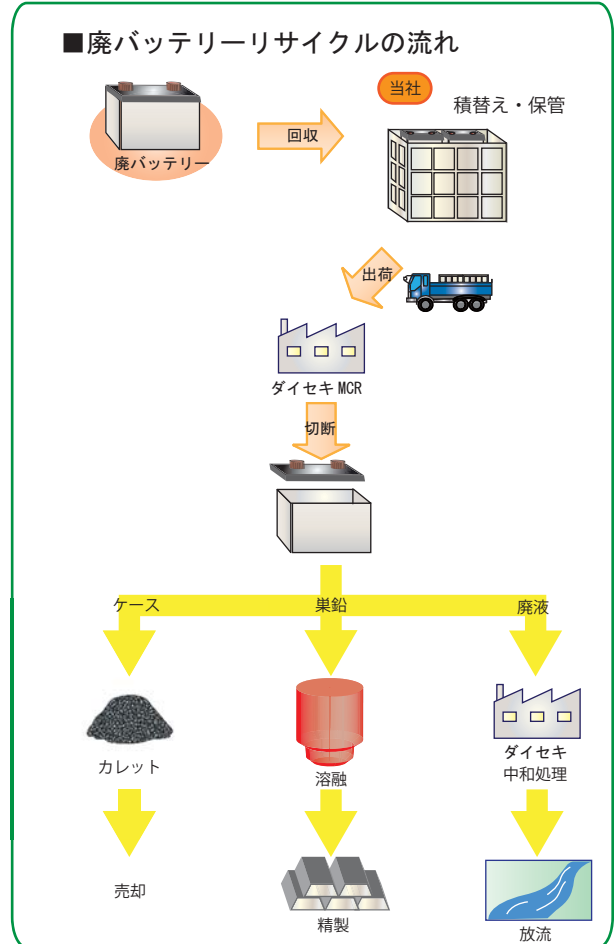 ■廃バッテリーリサイクルの流れ
当社
積替え・保管
廃バッテリー
回収
出荷
ダイセキ MCR
切断
ケース
巣鉛
廃液
カレット
溶融
ダイセキ
中和処理
売却
精製
放流